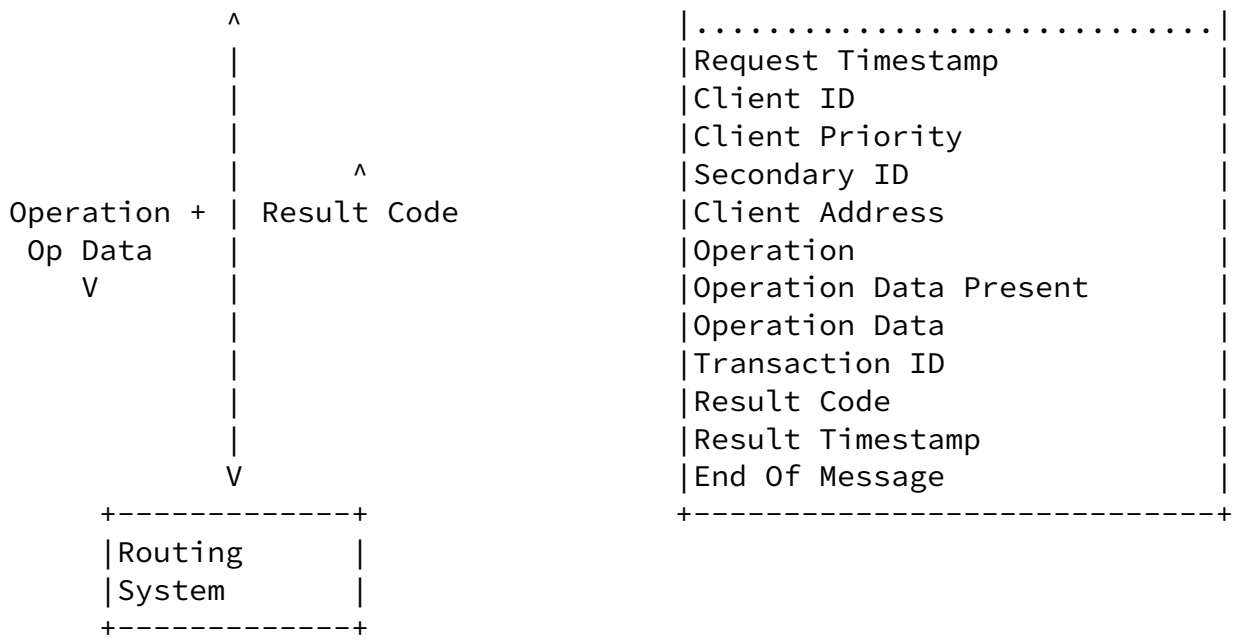 ^ |.............................|
| |Request Timestamp |
| |Client ID |
| |Client Priority |
| ^ |Secondary ID |
Operation + | Result Code |Client Address |
Op Data | |Operation |
V | |Operation Data Present |
| |Operation Data |
| |Transaction ID |
| |Result Code |
| |Result Timestamp |
V |End Of Message |
+-------------+ +-----------------------------+
|Routing |
|System |
+-------------+